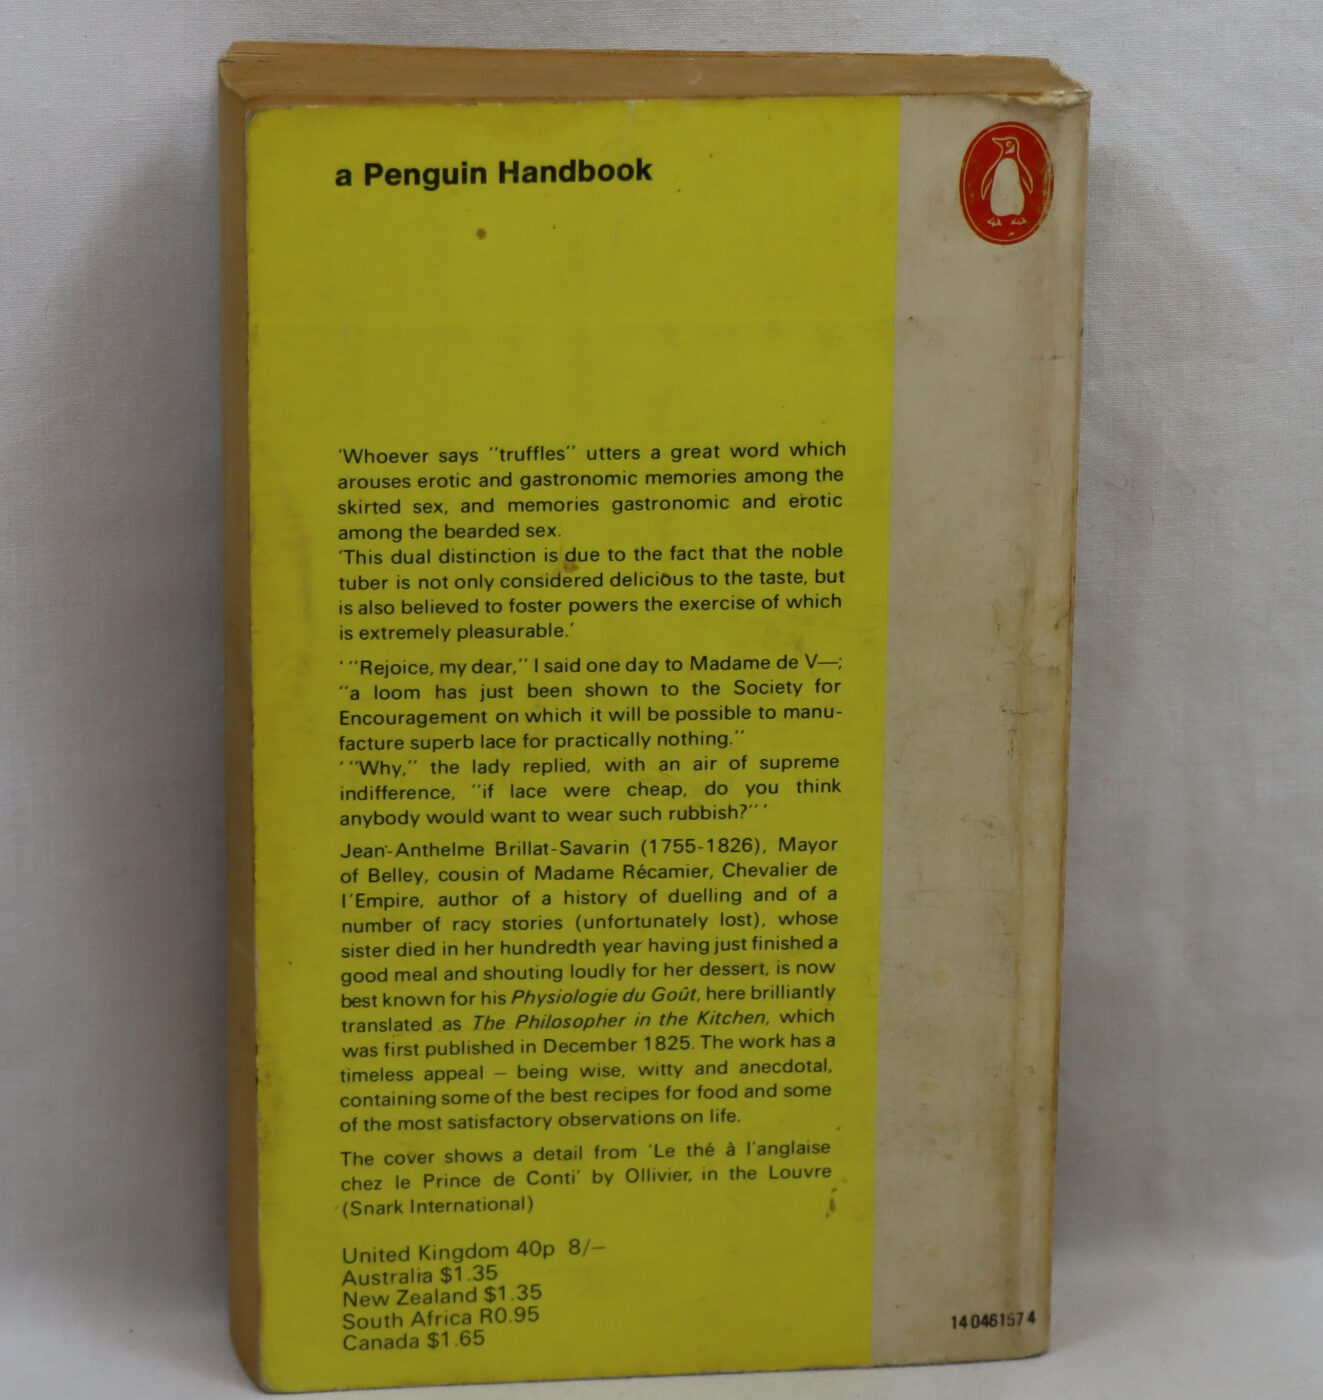 a Penguin Handbook
'Whoever says "truffles" utters a great word which
arouses erotic and gastronomic memories among the
skirted sex, and memories gastronomic and erotic
among the bearded sex.
'This dual distinction is due to the fact that the noble
tuber is not only considered delicious to the taste, but
is also believed to foster powers the exercise of which
is extremely pleasurable.'
' "Rejoice, my dear," I said one day to Madame de V—;
"a loom has just been shown to the Society for
Encouragement on which it will be possible to manu-
facture superb lace for practically nothing."
' "Why," the lady replied, with an air of supreme
indifference, "if lace were cheap, do you think
anybody would want to wear such rubbish?" '
Jean-Anthelme Brillat-Savarin (1755-1826), Mayor
of Belley, cousin of Madame Récamier, Chevalier de
l'Empire, author of a history of duelling and of a
number of racy stories (unfortunately lost), whose
sister died in her hundredth year having just finished a
good meal and shouting loudly for her dessert, is now
best known for his Physiologie du Goût, here brilliantly
translated as The Philosopher in the Kitchen, which
was first published in December 1825. The work has a
timeless appeal – being wise, witty and anecdotal,
containing some of the best recipes for food and some
of the most satisfactory observations on life.
The cover shows a detail from 'Le thé à l'anglaise
chez le Prince de Conti' by Ollivier, in the Louvre
(Snark International)
United Kingdom 40p 8/–
Australia $1.35
New Zealand $1.35
South Africa R0.95
Canada $1.65
14 046157 4